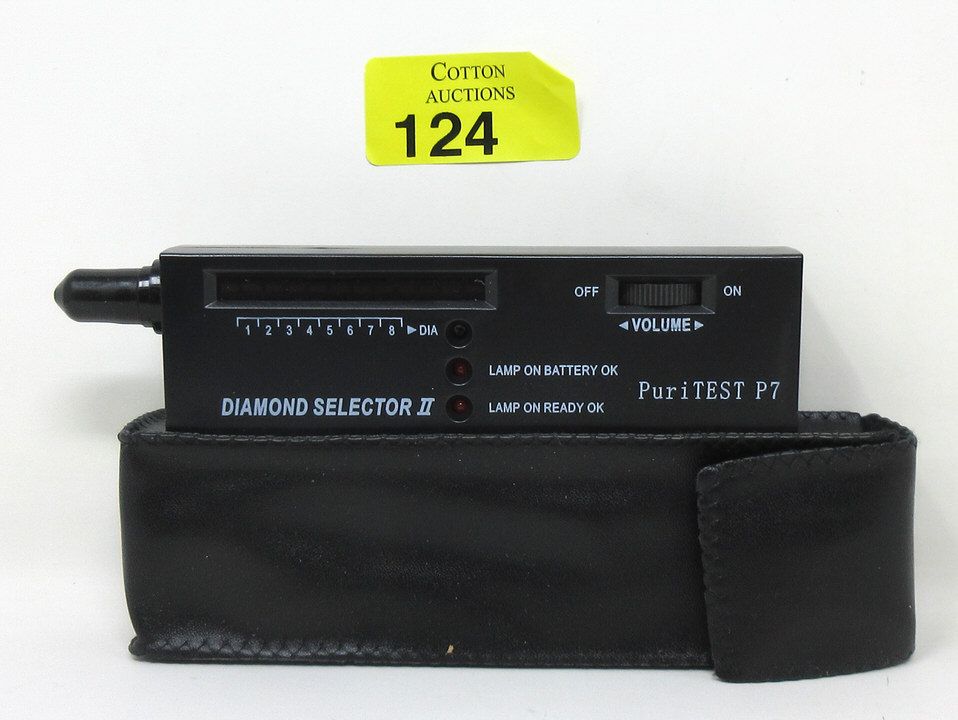 COTTON
AUCTIONS
124
OFF ON
◄VOLUME►
1 2 3 4 5 6 7 8 ►DIA
LAMP ON BATTERY OK
PuriTEST P7
DIAMOND SELECTOR II
LAMP ON READY OK